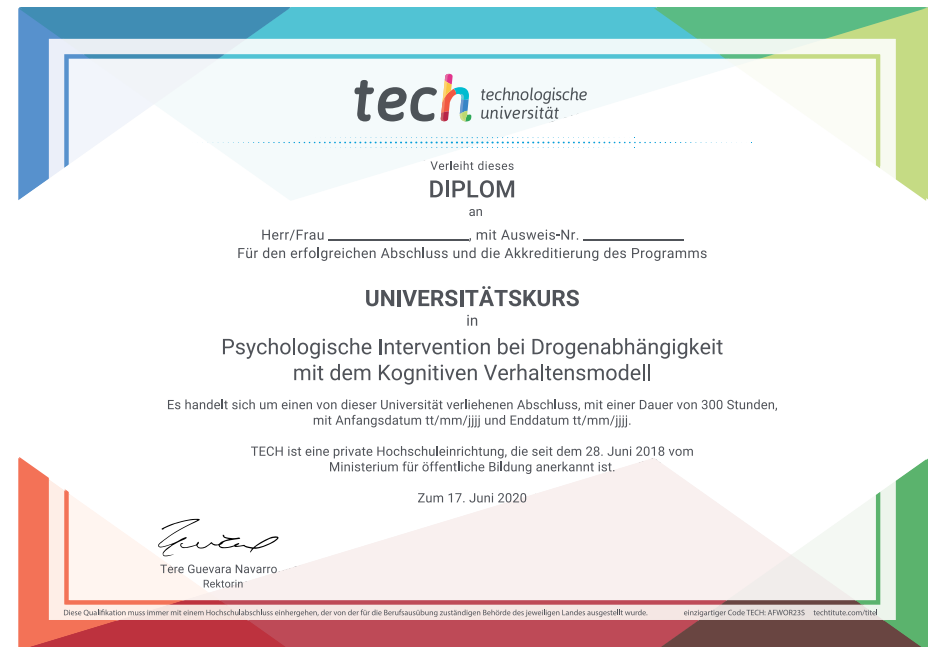 tech technologische
universität
Verleiht dieses
DIPLOM
an
Herr/Frau ____________________, mit Ausweis-Nr. ______________
Für den erfolgreichen Abschluss und die Akkreditierung des Programms
UNIVERSITÄTSKURS
in
Psychologische Intervention bei Drogenabhängigkeit
mit dem Kognitiven Verhaltensmodell
Es handelt sich um einen von dieser Universität verliehenen Abschluss, mit einer Dauer von 300 Stunden,
mit Anfangsdatum tt/mm/jjjj und Enddatum tt/mm/jjjj.
TECH ist eine private Hochschuleinrichtung, die seit dem 28. Juni 2018 vom
Ministerium für öffentliche Bildung anerkannt ist.
Zum 17. Juni 2020
Tere Guevara Navarro
Rektorin
Diese Qualifikation muss immer mit einem Hochschulabschluss einhergehen, der von der für die Berufsausübung zuständigen Behörde des jeweiligen Landes ausgestellt wurde. einzigartiger Code TECH: AFWOR23S techtitute.com/titel